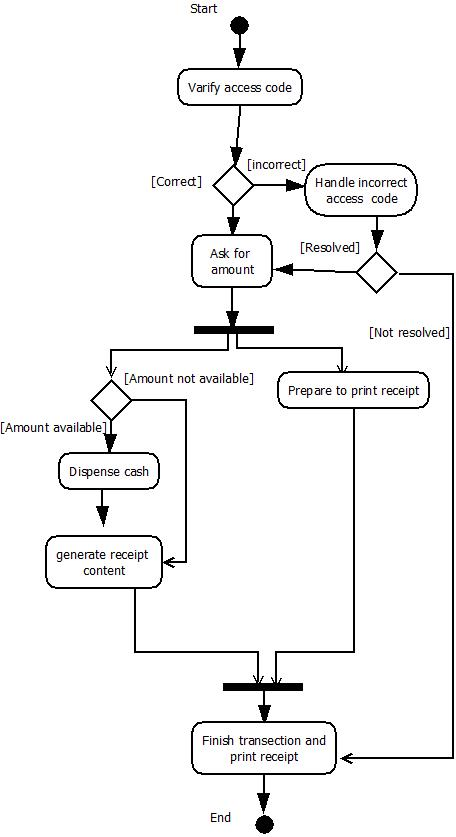 Start
Varify access code
[incorrect]
[Correct]
Handle incorrect
access  code
Ask for
amount
[Resolved]
[Not resolved]
[Amount not available]
Prepare to print receipt
[Amount available]
Dispense cash
generate receipt
content
Finish transection and
print receipt
End